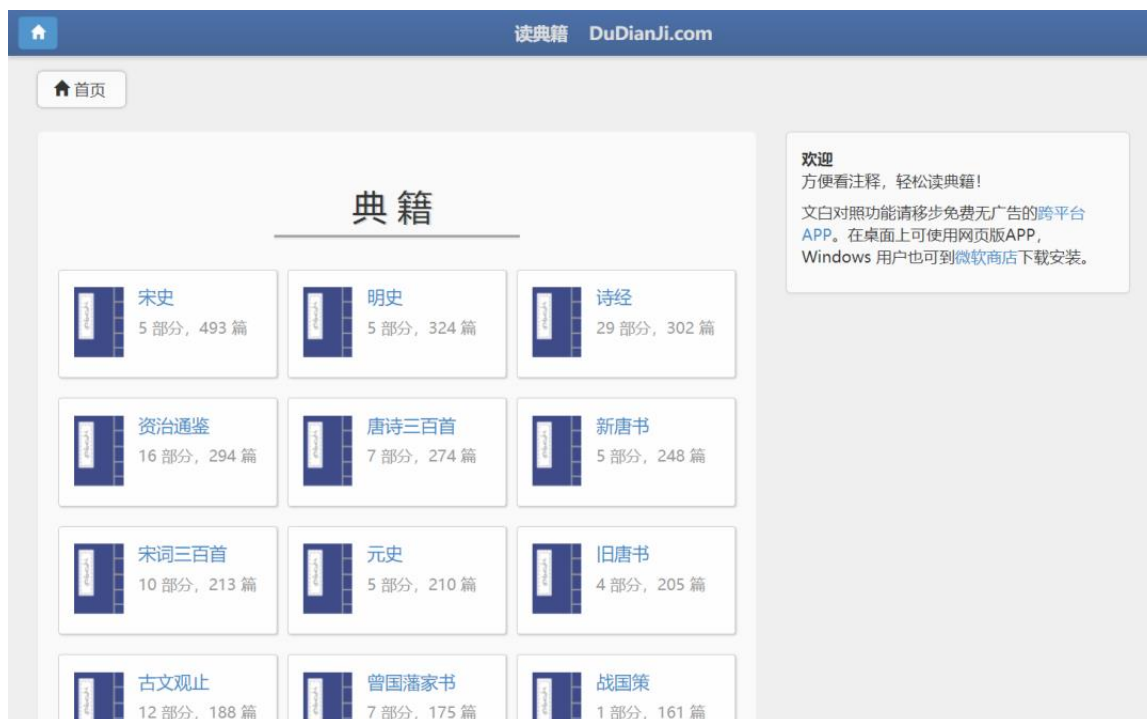 读典籍 DuDianJi.com
首页
典籍
宋史
5 部分，493 篇
明史
5 部分，324 篇
诗经
29 部分，302 篇
资治通鉴
16 部分，294 篇
唐诗三百首
7 部分，274 篇
新唐书
5 部分，248 篇
宋词三百首
10 部分，213 篇
元史
5 部分，210 篇
旧唐书
4 部分，205 篇
古文观止
12 部分，188 篇
曾国藩家书
7 部分，175 篇
战国策
1 部分，161 篇
欢迎
方便看注释，轻松读典籍！
文白对照功能请移步免费无广告的跨平台
APP。在桌面上可使用网页版APP，
Windows 用户也可到微软商店下载安装。